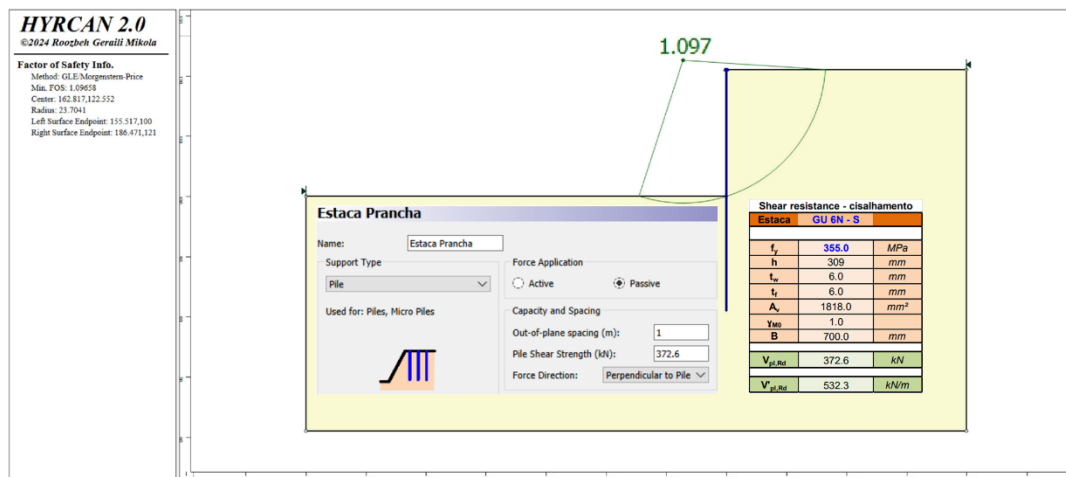 HYRCAN 2.0
©2024 Roozbeh Geraili Mikola
Factor of Safety Info.
Method: GLE/Morgenstern-Price
Min. FOS: 1.09658
Center: 162.817,122.552
Radius: 23.7041
Left Surface Endpoint: 155.517,100
Right Surface Endpoint: 186.471,121
1.097
Estaca Prancha
Name: Estaca Prancha
Support Type
Pile
Used for: Piles, Micro Piles
Force Application
Active Passive
Capacity and Spacing
Out-of-plane spacing (m): 1
Pile Shear Strength (kN): 372.6
Force Direction: Perpendicular to Pile
Shear resistance - cisalhamento
Estaca GU 6N - S
fy 355.0 MPa
h 309 mm
tw 6.0 mm
tf 6.0 mm
Av 1818.0 mm²
γM0 1.0
B 700.0 mm
Vpl,Rd 372.6 kN
V'pl,Rd 532.3 kN/m